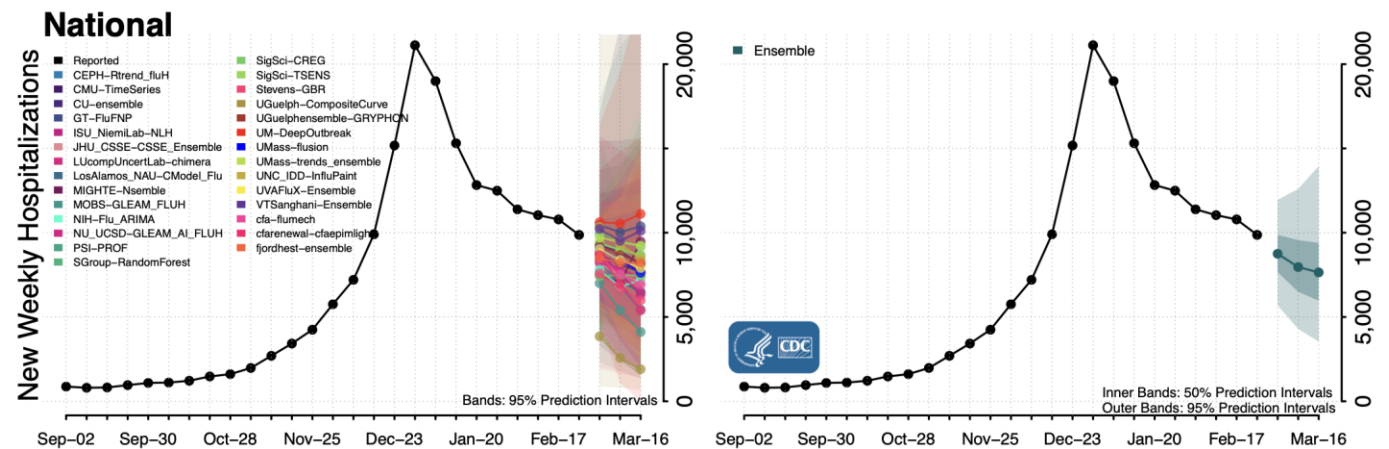 National
New Weekly Hospitalizations
Reported
CEPH−Rtrend_fluH
CMU−TimeSeries
CU−ensemble
GT−FluFNP
ISU_NiemiLab−NLH
JHU_CSSE−CSSE_Ensemble
LUcompUncertLab−chimera
LosAlamos_NAU−CModel_Flu
MIGHTE−Nsemble
MOBS−GLEAM_FLUH
NIH−Flu_ARIMA
NU_UCSD−GLEAM_AI_FLUH
PSI−PROF
SGroup−RandomForest
SigSci−CREG
SigSci−TSENS
Stevens−GBR
UGuelph−CompositeCurve
UGuelphensemble−GRYPHON
UM−DeepOutbreak
UMass−fusion
UMass−trends_ensemble
UNC_IDD−InfluPaint
UVAFluX−Ensemble
VTSanghani−Ensemble
cfa−flumech
cfarenewal−cfaepimlight
fjordhest−ensemble
20,000
10,000
5,000
0
Bands: 95% Prediction Intervals
Sep−02 Sep−30 Oct−28 Nov−25 Dec−23 Jan−20 Feb−17 Mar−16
Ensemble
20,000
10,000
5,000
0
CDC
Inner Bands: 50% Prediction Intervals
Outer Bands: 95% Prediction Intervals
Sep−02 Sep−30 Oct−28 Nov−25 Dec−23 Jan−20 Feb−17 Mar−16